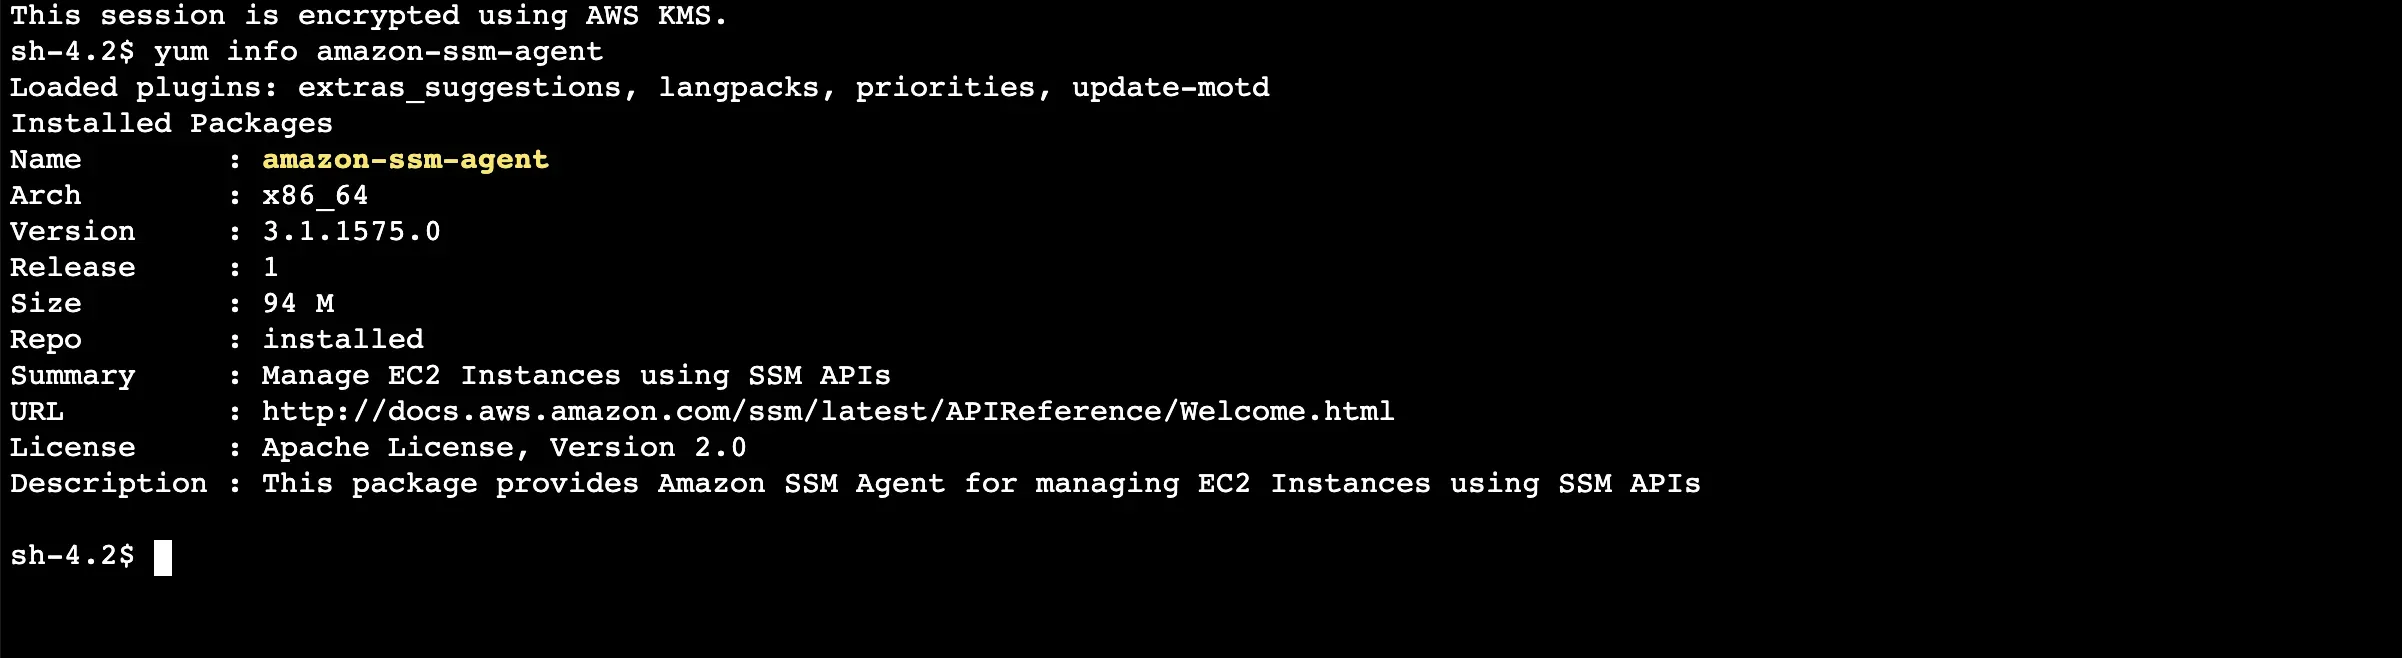 This session is encrypted using AWS KMS.
sh-4.2$ yum info amazon-ssm-agent
Loaded plugins: extras_suggestions, langpacks, priorities, update-motd
Installed Packages
Name        : amazon-ssm-agent
Arch        : x86_64
Version     : 3.1.1575.0
Release     : 1
Size        : 94 M
Repo        : installed
Summary     : Manage EC2 Instances using SSM APIs
URL         : http://docs.aws.amazon.com/ssm/latest/APIReference/Welcome.html
License     : Apache License, Version 2.0
Description : This package provides Amazon SSM Agent for managing EC2 Instances using SSM APIs
sh-4.2$